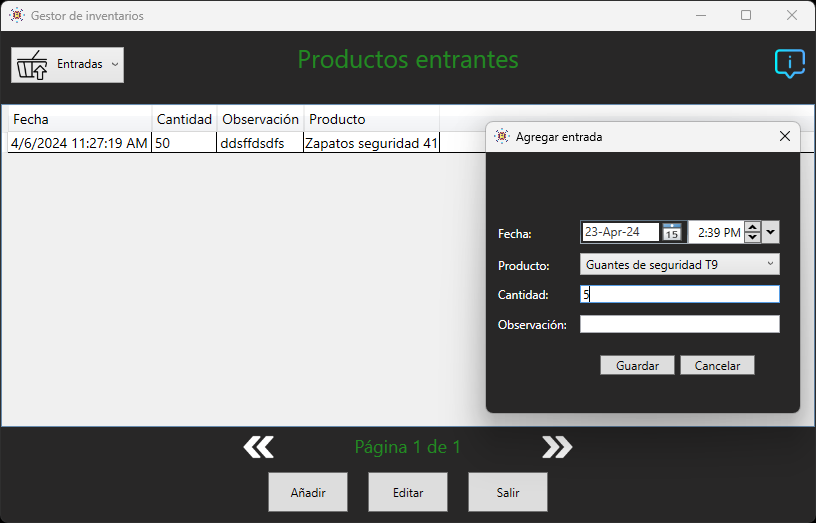 Gestor de inventarios
Entradas
Productos entrantes
Fecha Cantidad Observación Producto
4/6/2024 11:27:19 AM 50 ddsffdsdfs Zapatos seguridad 41
Agregar entrada
Fecha: 23-Apr-24 15 2:39 PM
Producto: Guantes de seguridad T9
Cantidad: 5
Observación:
Guardar Cancelar
Página 1 de 1
Añadir Editar Salir